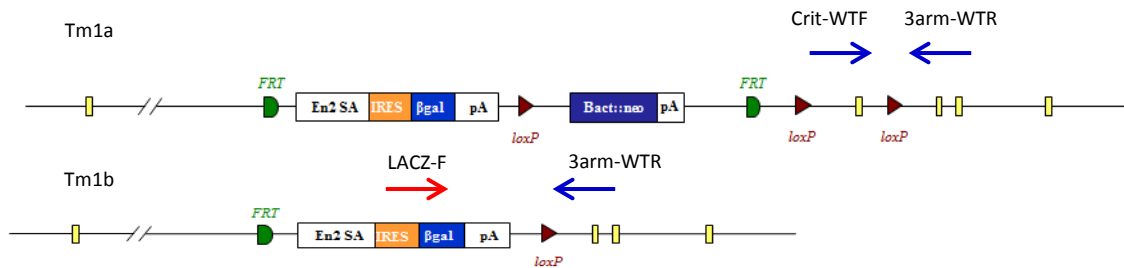 Crit-WTF 3arm-WTR
Tm1a
FRT FRT
En2 SA IRES βgal pA Bact::neo pA
loxP loxP loxP
LACZ-F 3arm-WTR
Tm1b
FRT
En2 SA IRES βgal pA
loxP